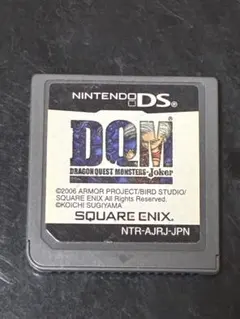 NINTENDO DS
DQM
DRAGON QUEST MONSTERS-Joker
©2006 ARMOR PROJECT/BIRD STUDIO/
SQUARE ENIX All Rights Reserved.
©KOICHI SUGIYAMA
SQUARE ENIX.
NTR-AJRJ-JPN